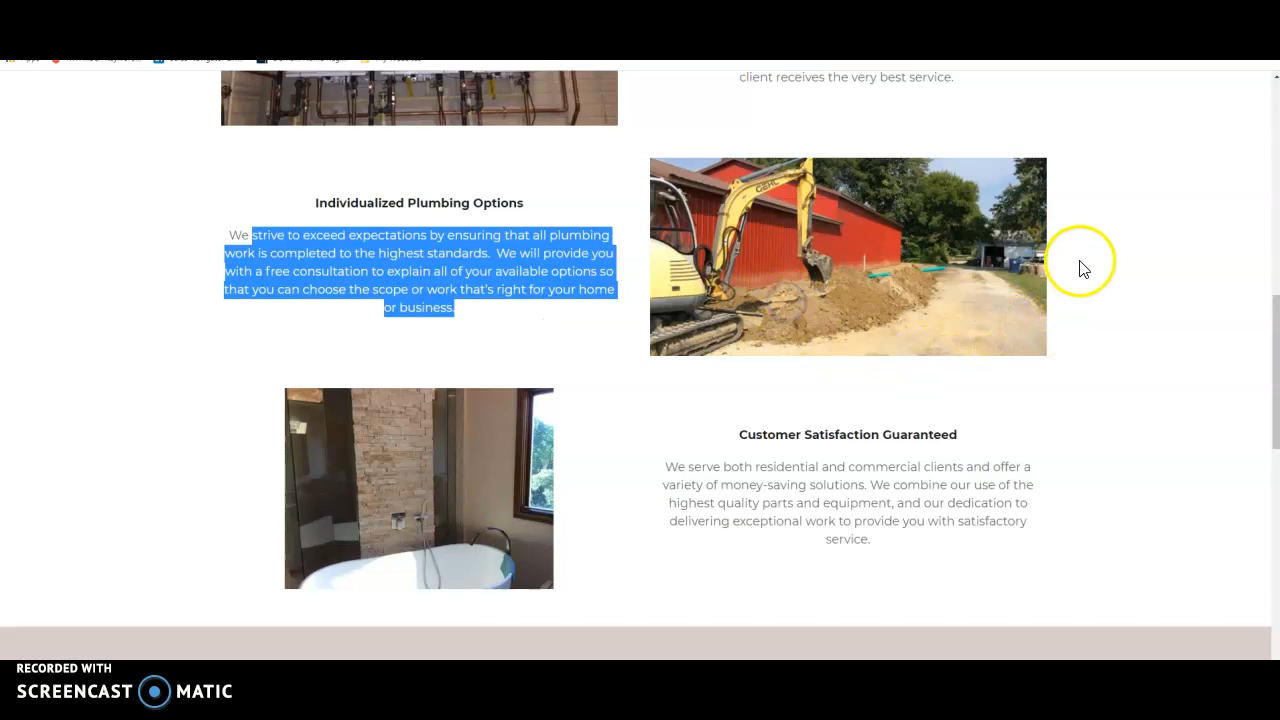 client receives the very best service.
GEHL
Individualized Plumbing Options
We strive to exceed expectations by ensuring that all plumbing
work is completed to the highest standards.  We will provide you
with a free consultation to explain all of your available options so
that you can choose the scope or work that's right for your home
or business.
Customer Satisfaction Guaranteed
We serve both residential and commercial clients and offer a
variety of money-saving solutions. We combine our use of the
highest quality parts and equipment, and our dedication to
delivering exceptional work to provide you with satisfactory
service.
RECORDED WITH
SCREENCAST MATIC